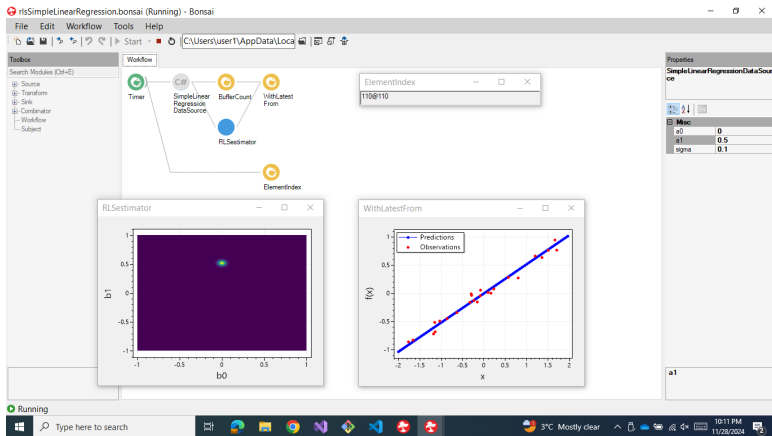 rlsSimpleLinearRegression.bonsai (Running) - Bonsai
File Edit Workflow Tools Help
Start C:\Users\user1\AppData\Loca
Toolbox
Search Modules (Ctrl+E)
Source
Transform
Sink
Combinator
Workflow
Subject
Workflow
Timer
C#
SimpleLinear
Regression
DataSource
BufferCount
WithLatest
From
RLSestimator
ElementIndex
ElementIndex
110@110
Properties
SimpleLinearRegressionDataSour
ce
Misc
a0 0
a1 0.5
sigma 0.1
RLSestimator
1
0.5
0
-0.5
-1
b1
-1 -0.5 0 0.5 1
b0
WithLatestFrom
Predictions
Observations
1
0.5
0
-0.5
-1
f(x)
-2 -1.5 -1 -0.5 0 0.5 1 1.5 2
x
a1
Running
Type here to search
3°C Mostly clear
10:11 PM
11/28/2024
2